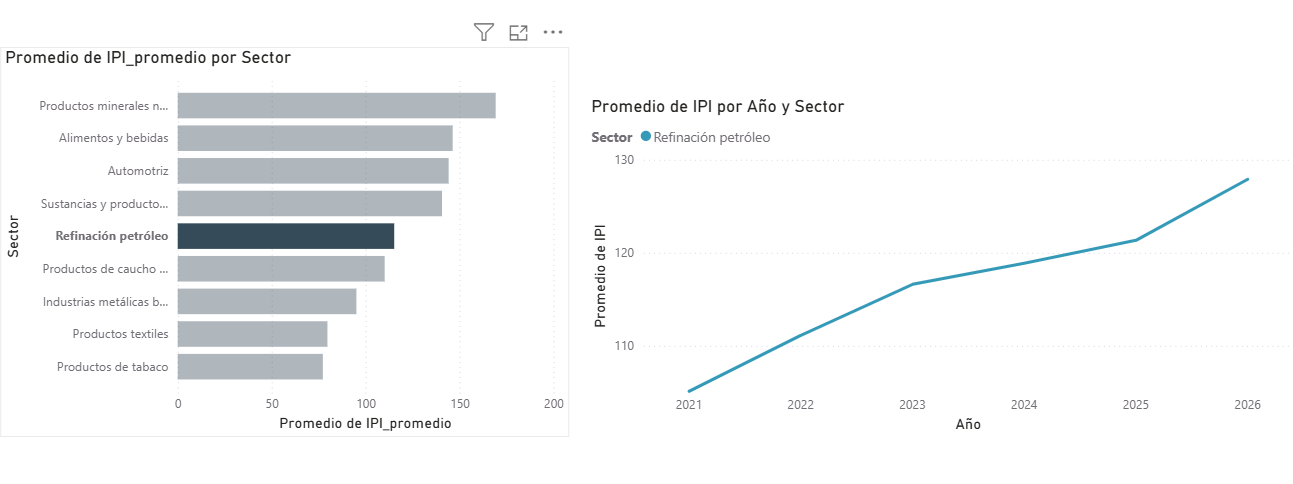 Promedio de IPI_promedio por Sector
Sector
Productos minerales n...
Alimentos y bebidas
Automotriz
Sustancias y producto...
Refinación petróleo
Productos de caucho ...
Industrias metálicas b...
Productos textiles
Productos de tabaco
0 50 100 150 200
Promedio de IPI_promedio
Promedio de IPI por Año y Sector
Sector Refinación petróleo
Promedio de IPI
130
120
110
2021 2022 2023 2024 2025 2026
Año